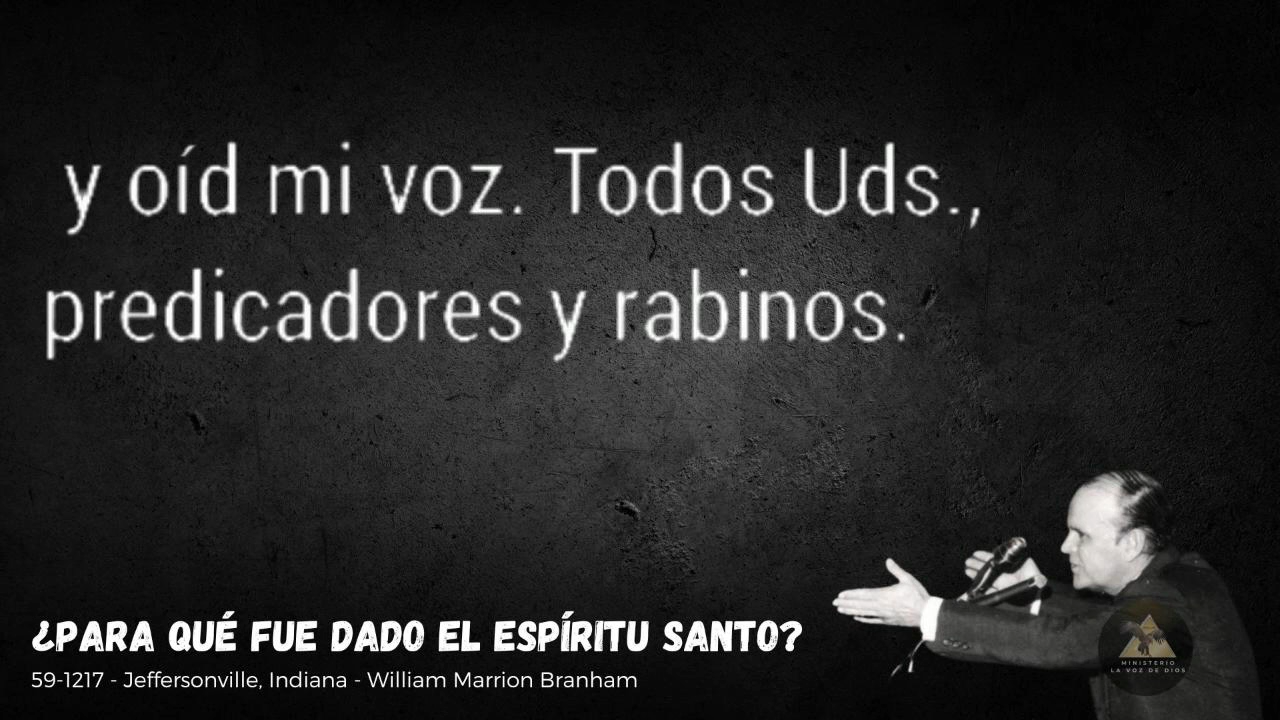 y oíd mi voz. Todos Uds.,
predicadores y rabinos.
¿PARA QUÉ FUE DADO EL ESPÍRITU SANTO?
59-1217 - Jeffersonville, Indiana - William Marrion Branham
MINISTERIO
LA VOZ DE DIOS